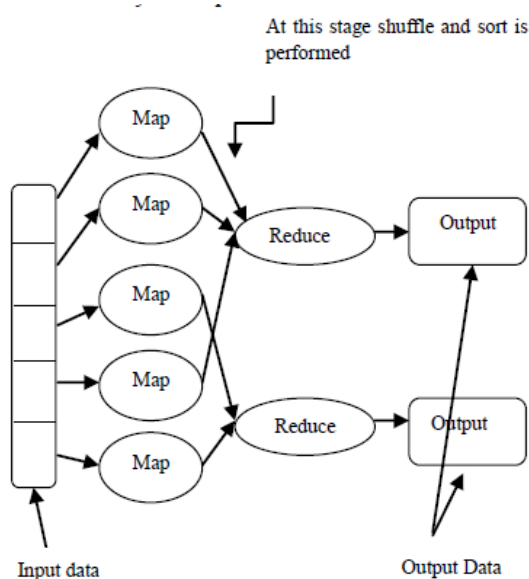 At this stage shuffle and sort is
performed
Map
Map
Map
Map
Map
Reduce
Reduce
Output
Output
Input data
Output Data